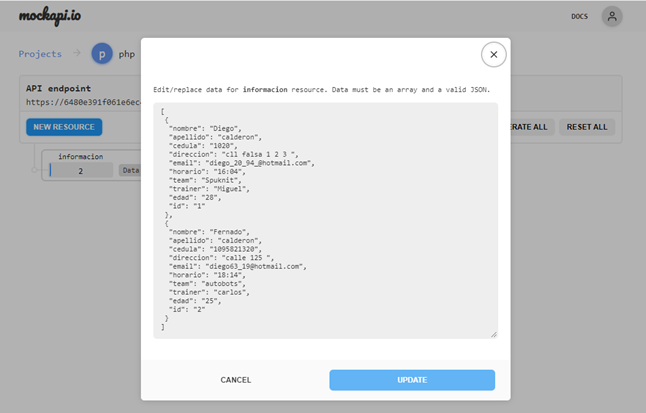 mockapi.io
DOCS
Projects
p php
API endpoint
https://6480e391f061e6ec
NEW RESOURCE
ERATE ALL
RESET ALL
informacion
2
Data
Edit/replace data for informacion resource. Data must be an array and a valid JSON.
[
{
"nombre": "Diego",
"apellido": "calderon",
"cedula": "1020",
"direccion": "cll falsa 1 2 3 ",
"email": "diego_20_94_@hotmail.com",
"horario": "16:04",
"team": "Spuknit",
"trainer": "Miguel",
"edad": "28",
"id": "1"
},
{
"nombre": "Fernado",
"apellido": "calderon",
"cedula": "1095821320",
"direccion": "calle 125 ",
"email": "diego63_19@hotmail.com",
"horario": "18:14",
"team": "autobots",
"trainer": "carlos",
"edad": "25",
"id": "2"
}
]
CANCEL
UPDATE